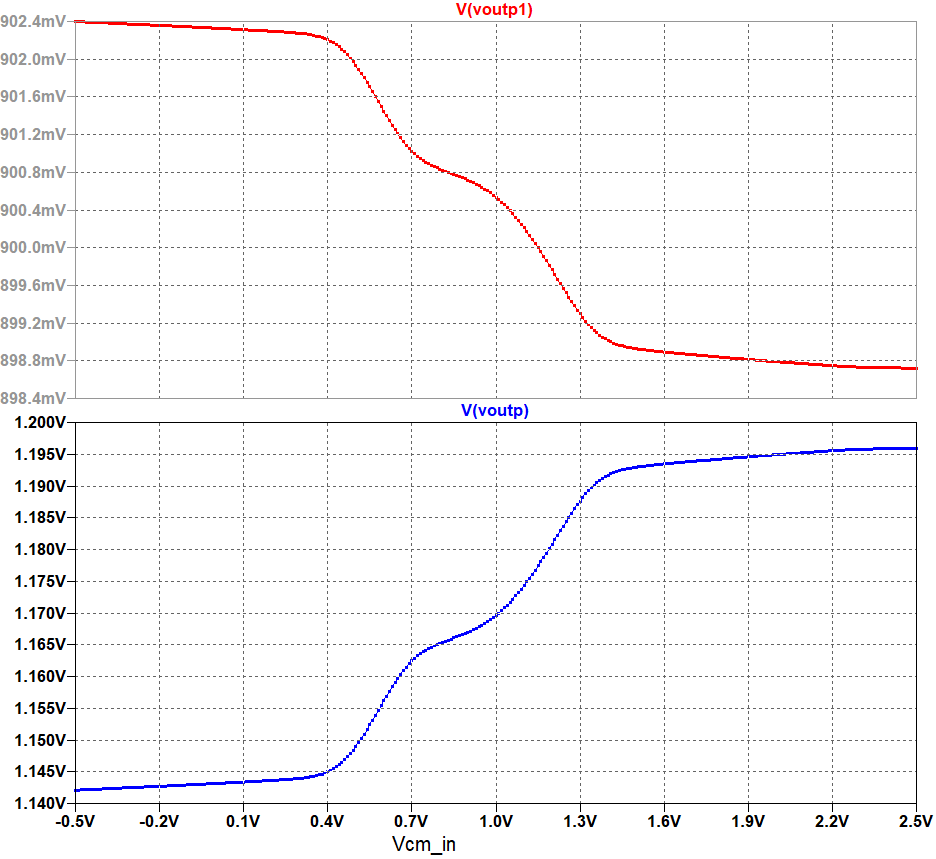 V(voutp1)
902.4mV
902.0mV
901.6mV
901.2mV
900.8mV
900.4mV
900.0mV
899.6mV
899.2mV
898.8mV
898.4mV
V(voutp)
1.200V
1.195V
1.190V
1.185V
1.180V
1.175V
1.170V
1.165V
1.160V
1.155V
1.150V
1.145V
1.140V
-0.5V -0.2V 0.1V 0.4V 0.7V 1.0V 1.3V 1.6V 1.9V 2.2V 2.5V
Vcm_in